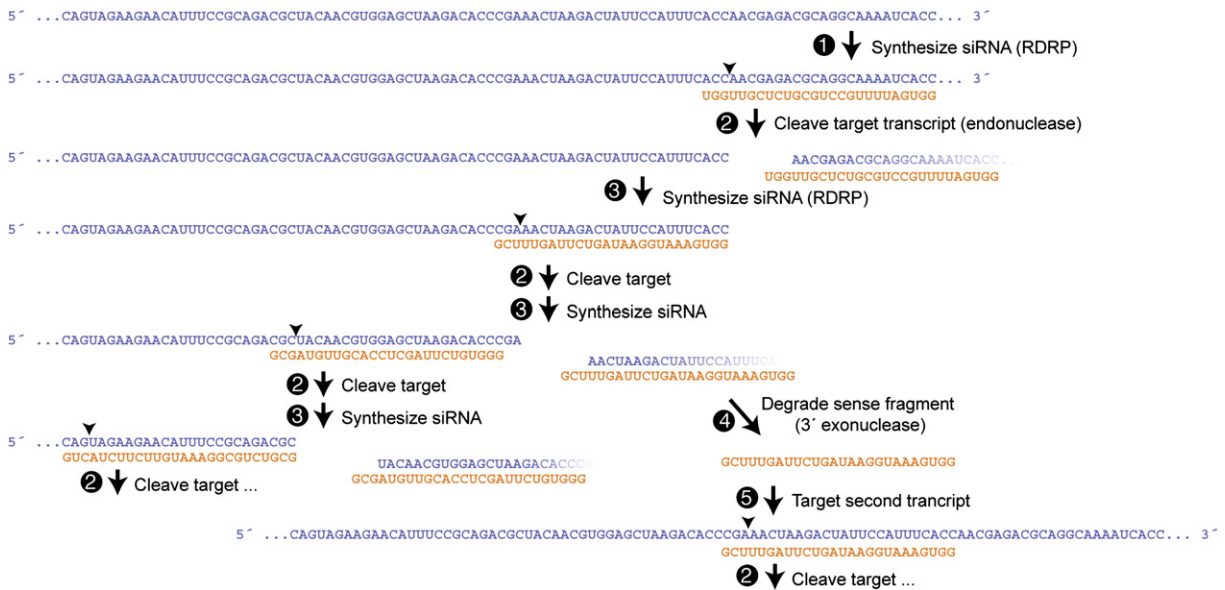 5´ ...CAGUAGAAGAACAUUUCCGCAGACGCUACAACGUGGAGCUAAGACACCCGAAACUAAGACUAUUCCAUUUCACCAACGAGACGCAGGCAAAAUCACC... 3´
1 Synthesize siRNA (RDRP)
5´ ...CAGUAGAAGAACAUUUCCGCAGACGCUACAACGUGGAGCUAAGACACCCGAAACUAAGACUAUUCCAUUUCACCAACGAGACGCAGGCAAAAUCACC... 3´
UGGUUGCUCUGCGUCCGUUUUAGUGG
2 Cleave target transcript (endonuclease)
5´ ...CAGUAGAAGAACAUUUCCGCAGACGCUACAACGUGGAGCUAAGACACCCGAAACUAAGACUAUUCCAUUUCACC
AACGAGACGCAGGCAAAAUCACC...
UGGUUGCUCUGCGUCCGUUUUAGUGG
3 Synthesize siRNA (RDRP)
5´ ...CAGUAGAAGAACAUUUCCGCAGACGCUACAACGUGGAGCUAAGACACCCGAAACUAAGACUAUUCCAUUUCACC
GCUUUGAUUCUGAUAAGGUAAAGUGG
2 Cleave target
3 Synthesize siRNA
5´ ...CAGUAGAAGAACAUUUCCGCAGACGCUACAACGUGGAGCUAAGACACCCGA
GCGAUGUUGCACCUCGAUUCUGUGGG
AACUAAGACUAUUCCAUUUCA
GCUUUGAUUCUGAUAAGGUAAAGUGG
2 Cleave target
3 Synthesize siRNA
4 Degrade sense fragment
(3´ exonuclease)
5´ ...CAGUAGAAGAACAUUUCCGCAGACGC
GUCAUCUUCUUGUAAAGGCGUCUGCG
UACAACGUGGAGCUAAGACACCCG
GCGAUGUUGCACCUCGAUUCUGUGGG
GCUUUGAUUCUGAUAAGGUAAAGUGG
2 Cleave target ...
5 Target second trancript
5´ ...CAGUAGAAGAACAUUUCCGCAGACGCUACAACGUGGAGCUAAGACACCCGAAACUAAGACUAUUCCAUUUCACCAACGAGACGCAGGCAAAAUCACC... 3´
GCUUUGAUUCUGAUAAGGUAAAGUGG
2 Cleave target ...